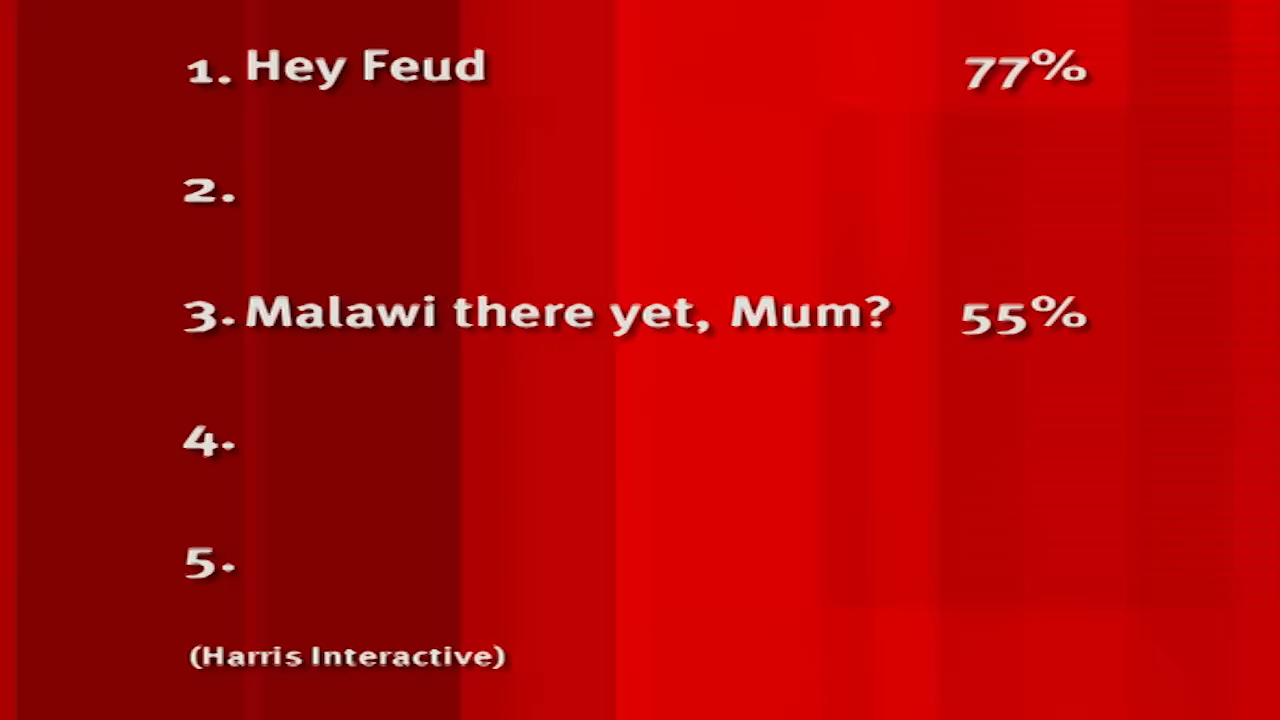 1. Hey Feud 77%
2.
3. Malawi there yet, Mum? 55%
4.
5.
(Harris Interactive)